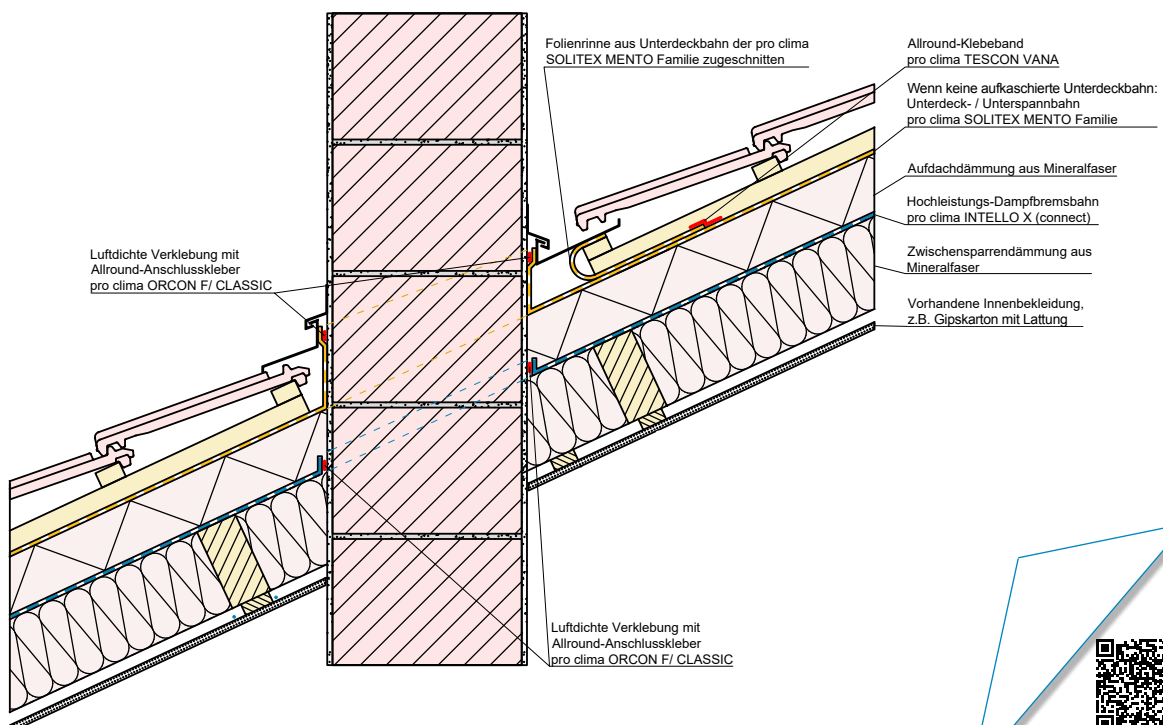 Folienrinne aus Unterdeckbahn der pro clima
SOLITEX MENTO Familie zugeschnitten
Allround-Klebeband
pro clima TESCON VANA
Wenn keine aufkaschierte Unterdeckbahn:
Unterdeck- / Unterspannbahn
pro clima SOLITEX MENTO Familie
Aufdachdämmung aus Mineralfaser
Hochleistungs-Dampfbremsbahn
pro clima INTELLO X (connect)
Zwischensparrendämmung aus
Mineralfaser
Vorhandene Innenbekleidung,
z.B. Gipskarton mit Lattung
Luftdichte Verklebung mit
Allround-Anschlusskleber
pro clima ORCON F/ CLASSIC
Luftdichte Verklebung mit
Allround-Anschlusskleber
pro clima ORCON F/ CLASSIC